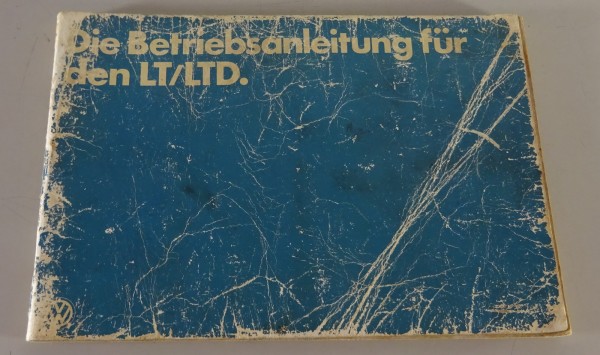 Die Betriebsanleitung für
den LT/LTD.